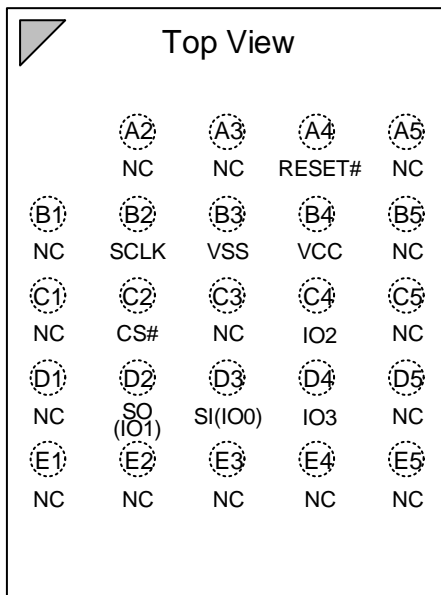 Top View
A2 A3 A4 A5
NC NC RESET# NC
B1 B2 B3 B4 B5
NC SCLK VSS VCC NC
C1 C2 C3 C4 C5
NC CS# NC IO2 NC
D1 D2 D3 D4 D5
NC SO (IO1) SI(IO0) IO3 NC
E1 E2 E3 E4 E5
NC NC NC NC NC